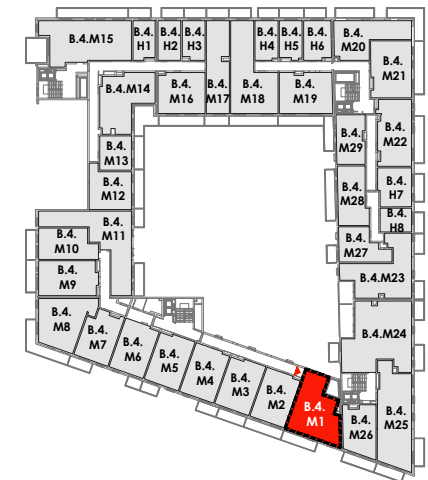 B.4.M15
B.4.
H1
B.4.
H2
B.4.
H3
B.4.
H4
B.4.
H5
B.4.
H6
B.4.
M20
B.4.
M21
B.4.M14
B.4.
M16
B.4.
M17
B.4.
M18
B.4.
M19
B.4.
M22
B.4.
M29
B.4.
M13
B.4.
M12
B.4.
M28
B.4.
H7
B.4.
H8
B.4.
M11
B.4.
M10
B.4.
M27
B.4.
M9
B.4.M23
B.4.
M8
B.4.
M7
B.4.
M6
B.4.
M5
B.4.
M4
B.4.
M3
B.4.
M2
B.4.
M1
B.4.M24
B.4.
M26
B.4.
M25